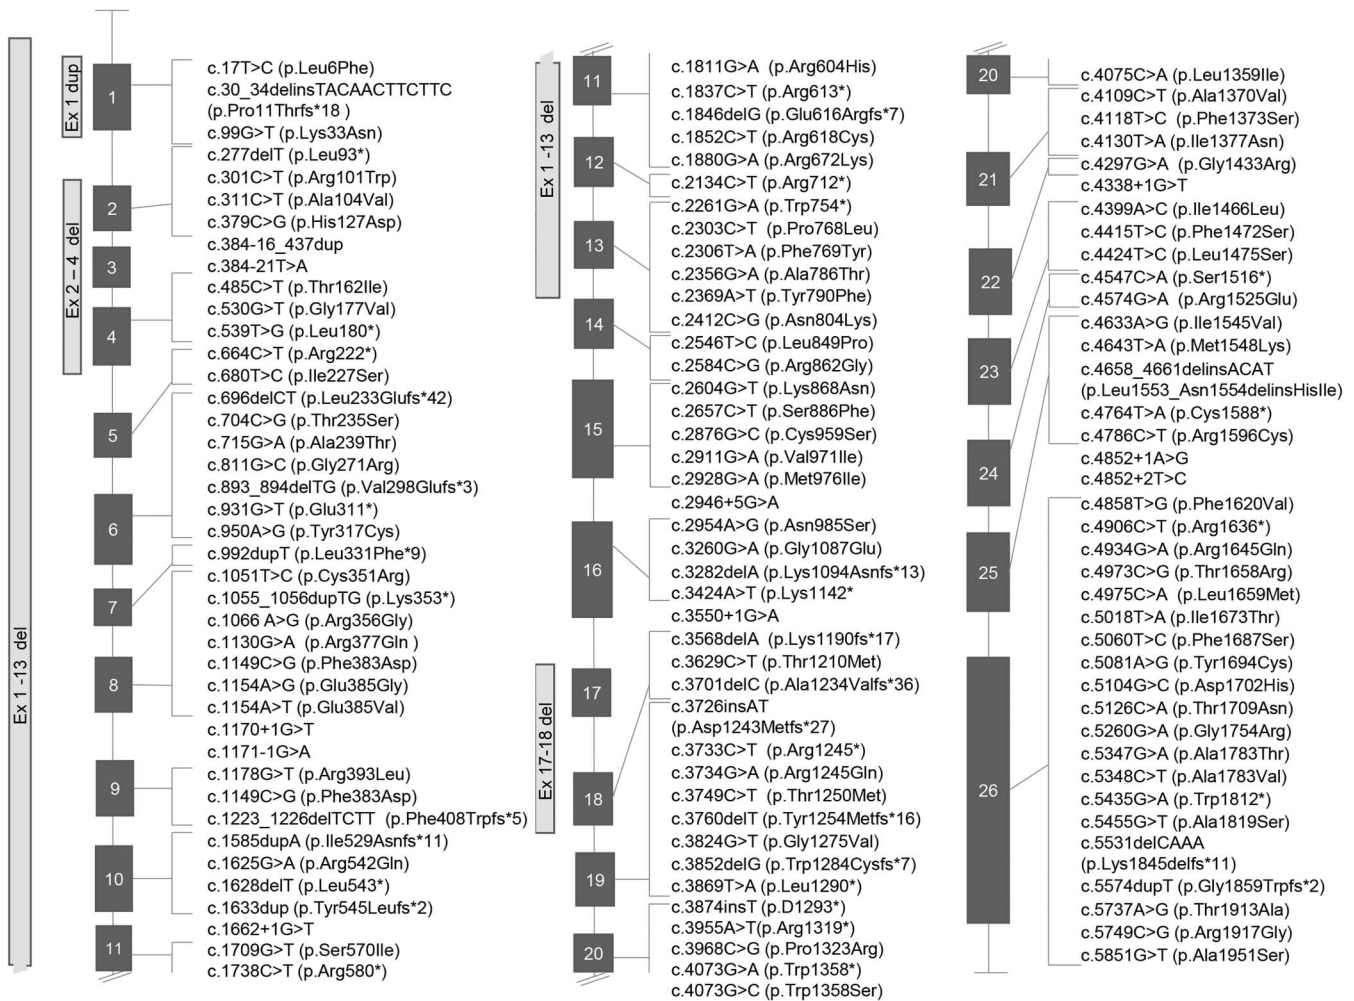 Ex 1 -13  del
Ex 1 dup
Ex 2 – 4  del
1
2
3
4
5
6
7
8
9
10
11
c.17T>C (p.Leu6Phe)
c.30_34delinsTACAACTTCTTC
(p.Pro11Thrfs*18 )
c.99G>T (p.Lys33Asn)
c.277delT (p.Leu93*)
c.301C>T (p.Arg101Trp)
c.311C>T (p.Ala104Val)
c.379C>G (p.His127Asp)
c.384-16_437dup
c.384-21T>A
c.485C>T (p.Thr162Ile)
c.530G>T (p.Gly177Val)
c.539T>G (p.Leu180*)
c.664C>T (p.Arg222*)
c.680T>C (p.Ile227Ser)
c.696delCT (p.Leu233Glufs*42)
c.704C>G (p.Thr235Ser)
c.715G>A (p.Ala239Thr)
c.811G>C (p.Gly271Arg)
c.893_894delTG (p.Val298Glufs*3)
c.931G>T (p.Glu311*)
c.950A>G (p.Tyr317Cys)
c.992dupT (p.Leu331Phe*9)
c.1051T>C (p.Cys351Arg)
c.1055_1056dupTG (p.Lys353*)
c.1066 A>G (p.Arg356Gly)
c.1130G>A  (p.Arg377Gln )
c.1149C>G (p.Phe383Asp)
c.1154A>G (p.Glu385Gly)
c.1154A>T (p.Glu385Val)
c.1170+1G>T
c.1171-1G>A
c.1178G>T (p.Arg393Leu)
c.1149C>G (p.Phe383Asp)
c.1223_1226delTCTT  (p.Phe408Trpfs*5)
c.1585dupA (p.Ile529Asnfs*11)
c.1625G>A (p.Arg542Gln)
c.1628delT (p.Leu543*)
c.1633dup (p.Tyr545Leufs*2)
c.1662+1G>T
c.1709G>T (p.Ser570Ile)
c.1738C>T (p.Arg580*)
Ex 1 -13  del
Ex 17-18 del
11
12
13
14
15
16
17
18
19
20
c.1811G>A  (p.Arg604His)
c.1837C>T (p.Arg613*)
c.1846delG (p.Glu616Argfs*7)
c.1852C>T (p.Arg618Cys)
c.1880G>A (p.Arg672Lys)
c.2134C>T (p.Arg712*)
c.2261G>A (p.Trp754*)
c.2303C>T  (p.Pro768Leu)
c.2306T>A (p.Phe769Tyr)
c.2356G>A (p.Ala786Thr)
c.2369A>T (p.Tyr790Phe)
c.2412C>G (p.Asn804Lys)
c.2546T>C (p.Leu849Pro)
c.2584C>G (p.Arg862Gly)
c.2604G>T (p.Lys868Asn)
c.2657C>T (p.Ser886Phe)
c.2876G>C (p.Cys959Ser)
c.2911G>A (p.Val971Ile)
c.2928G>A (p.Met976Ile)
c.2946+5G>A
c.2954A>G (p.Asn985Ser)
c.3260G>A (p.Gly1087Glu)
c.3282delA (p.Lys1094Asnfs*13)
c.3424A>T (p.Lys1142*
c.3550+1G>A
c.3568delA  (p.Lys1190fs*17)
c.3629C>T (p.Thr1210Met)
c.3701delC (p.Ala1234Valfs*36)
c.3726insAT
(p.Asp1243Metfs*27)
c.3733C>T  (p.Arg1245*)
c.3734G>A (p.Arg1245Gln)
c.3749C>T  (p.Thr1250Met)
c.3760delT (p.Tyr1254Metfs*16)
c.3824G>T (p.Gly1275Val)
c.3852delG (p.Trp1284Cysfs*7)
c.3869T>A (p.Leu1290*)
c.3874insT (p.D1293*)
c.3955A>T(p.Arg1319*)
c.3968C>G (p.Pro1323Arg)
c.4073G>A (p.Trp1358*)
c.4073G>C (p.Trp1358Ser)
20
21
22
23
24
25
26
c.4075C>A (p.Leu1359Ile)
c.4109C>T (p.Ala1370Val)
c.4118T>C  (p.Phe1373Ser)
c.4130T>A (p.Ile1377Asn)
c.4297G>A  (p.Gly1433Arg)
c.4338+1G>T
c.4399A>C (p.Ile1466Leu)
c.4415T>C (p.Phe1472Ser)
c.4424T>C (p.Leu1475Ser)
c.4547C>A (p.Ser1516*)
c.4574G>A  (p.Arg1525Glu)
c.4633A>G (p.Ile1545Val)
c.4643T>A (p.Met1548Lys)
c.4658_4661delinsACAT
(p.Leu1553_Asn1554delinsHisIle)
c.4764T>A (p.Cys1588*)
c.4786C>T (p.Arg1596Cys)
c.4852+1A>G
c.4852+2T>C
c.4858T>G (p.Phe1620Val)
c.4906C>T (p.Arg1636*)
c.4934G>A (p.Arg1645Gln)
c.4973C>G (p.Thr1658Arg)
c.4975C>A  (p.Leu1659Met)
c.5018T>A (p.Ile1673Thr)
c.5060T>C (p.Phe1687Ser)
c.5081A>G (p.Tyr1694Cys)
c.5104G>C (p.Asp1702His)
c.5126C>A (p.Thr1709Asn)
c.5260G>A (p.Gly1754Arg)
c.5347G>A (p.Ala1783Thr)
c.5348C>T (p.Ala1783Val)
c.5435G>A (p.Trp1812*)
c.5455G>T (p.Ala1819Ser)
c.5531delCAAA
(p.Lys1845delfs*11)
c.5574dupT (p.Gly1859Trpfs*2)
c.5737A>G (p.Thr1913Ala)
c.5749C>G (p.Arg1917Gly)
c.5851G>T (p.Ala1951Ser)